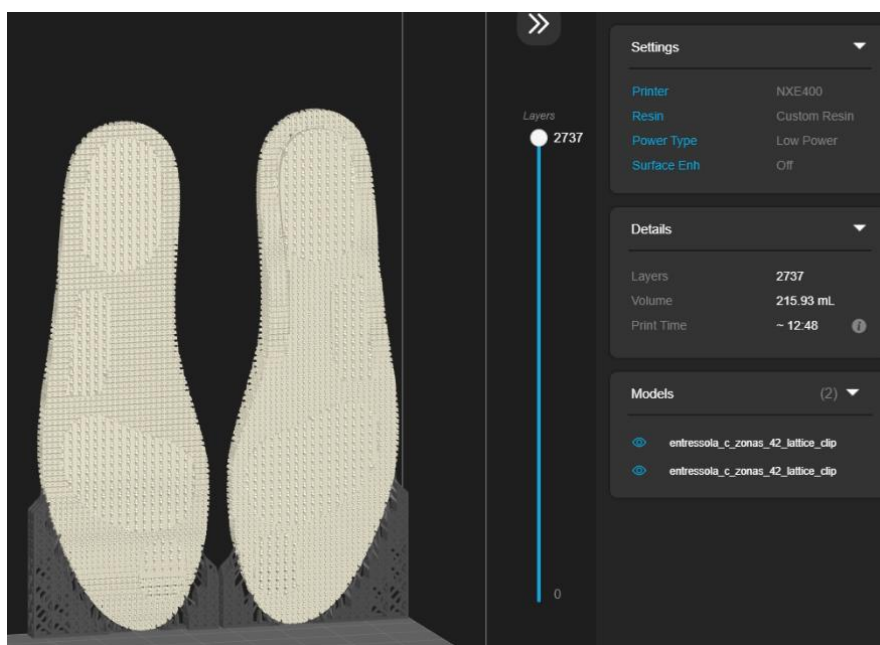 Layers
2737
0
Settings
Printer NXE400
Resin Custom Resin
Power Type Low Power
Surface Enh Off
Details
Layers 2737
Volume 215.93 mL
Print Time ~ 12:48
Models (2)
entressola_c_zonas_42_lattice_clip
entressola_c_zonas_42_lattice_clip